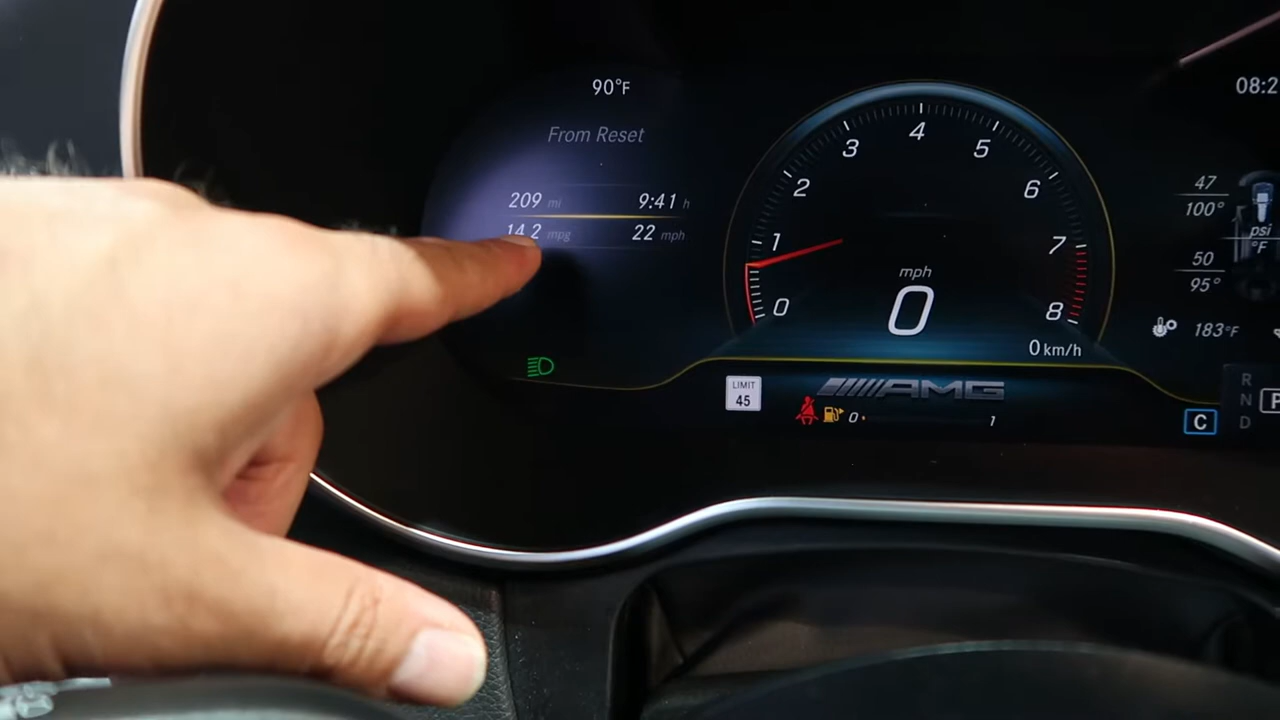 90°F
08:2
From Reset
209 mi 9:41 h
14.2 mpg 22 mph
0 1 2 3 4 5 6 7 8
mph
0
0 km/h
47
100°
psi
°F
50
95°
183°F
LIMIT
45
AMG
0 1
C
R
N
D
P